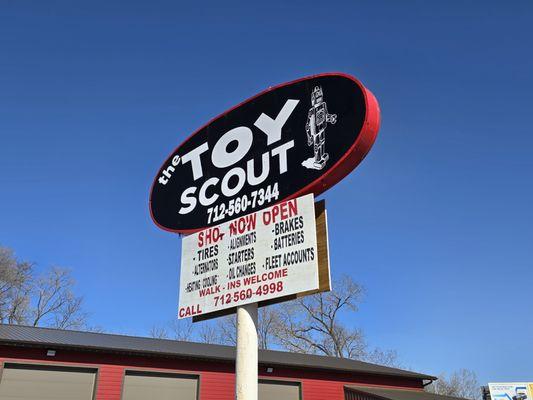 the
TOY
SCOUT
712-560-7344
SHOP NOW OPEN
·TIRES ·ALIGNMENTS ·BRAKES
·ALTERNATORS ·STARTERS ·BATTERIES
·HEATING COOLING ·OIL CHANGES ·FLEET ACCOUNTS
WALK - INS WELCOME
CALL 712-560-4998